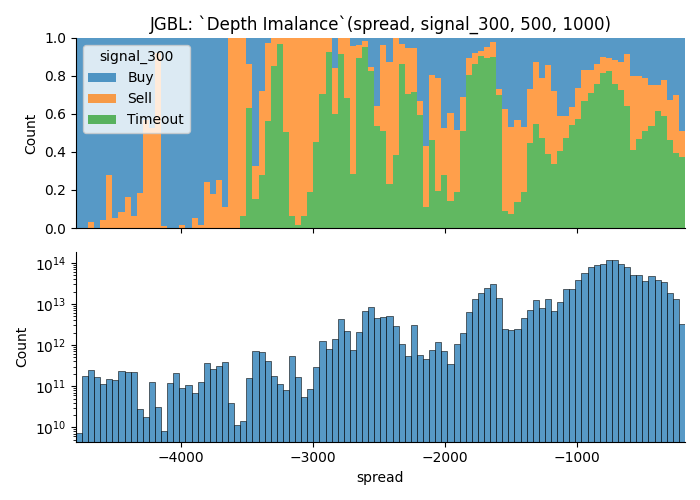 JGBL: `Depth Imalance`(spread, signal_300, 500, 1000)
1.0
0.8
0.6
0.4
0.2
0.0
Count
signal_300
Buy
Sell
Timeout
10^14
10^13
10^12
10^11
10^10
Count
−4000 −3000 −2000 −1000
spread